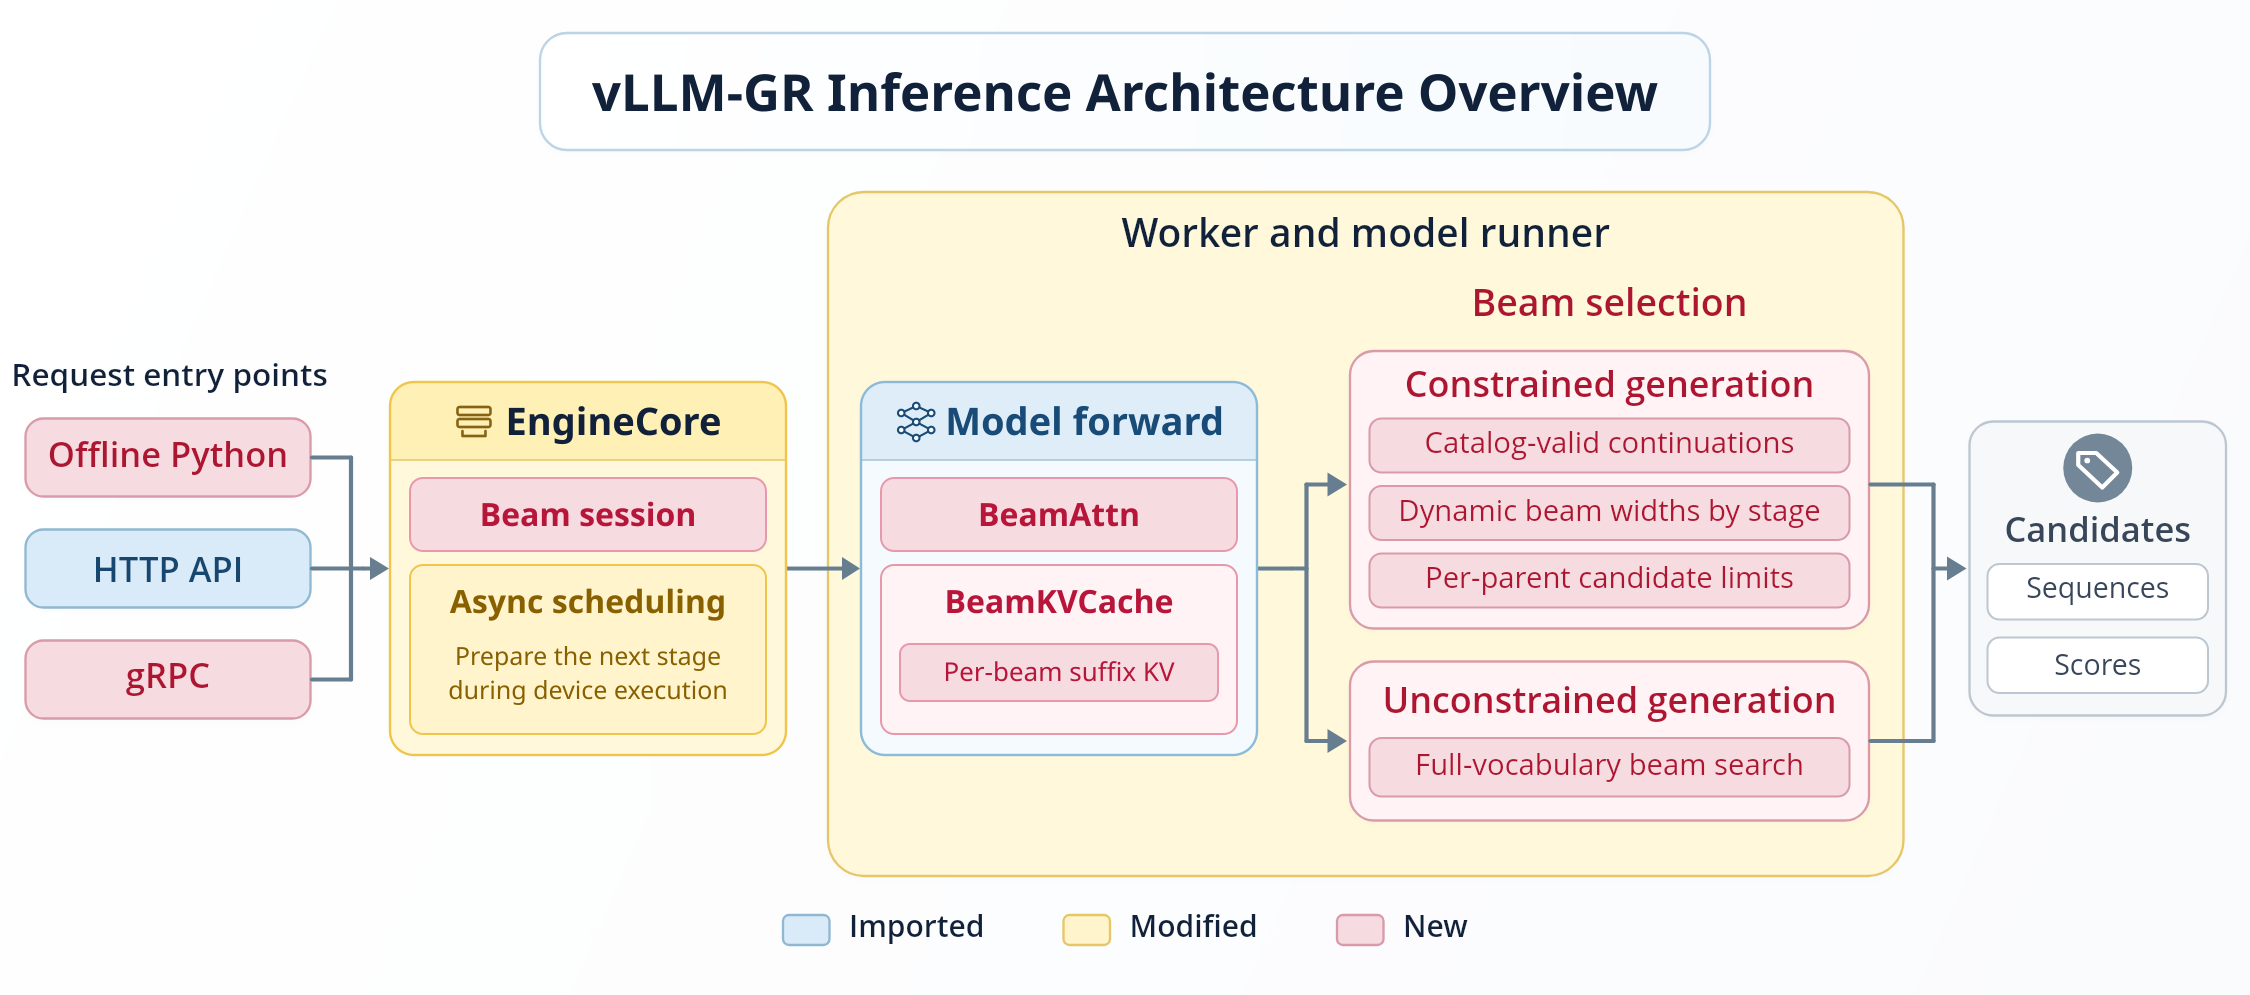 vLLM-GR Inference Architecture Overview
Worker and model runner
Beam selection
Request entry points
Offline Python
HTTP API
gRPC
EngineCore
Beam session
Async scheduling
Prepare the next stage
during device execution
Model forward
BeamAttn
BeamKVCache
Per-beam suffix KV
Constrained generation
Catalog-valid continuations
Dynamic beam widths by stage
Per-parent candidate limits
Unconstrained generation
Full-vocabulary beam search
Candidates
Sequences
Scores
Imported
Modified
New